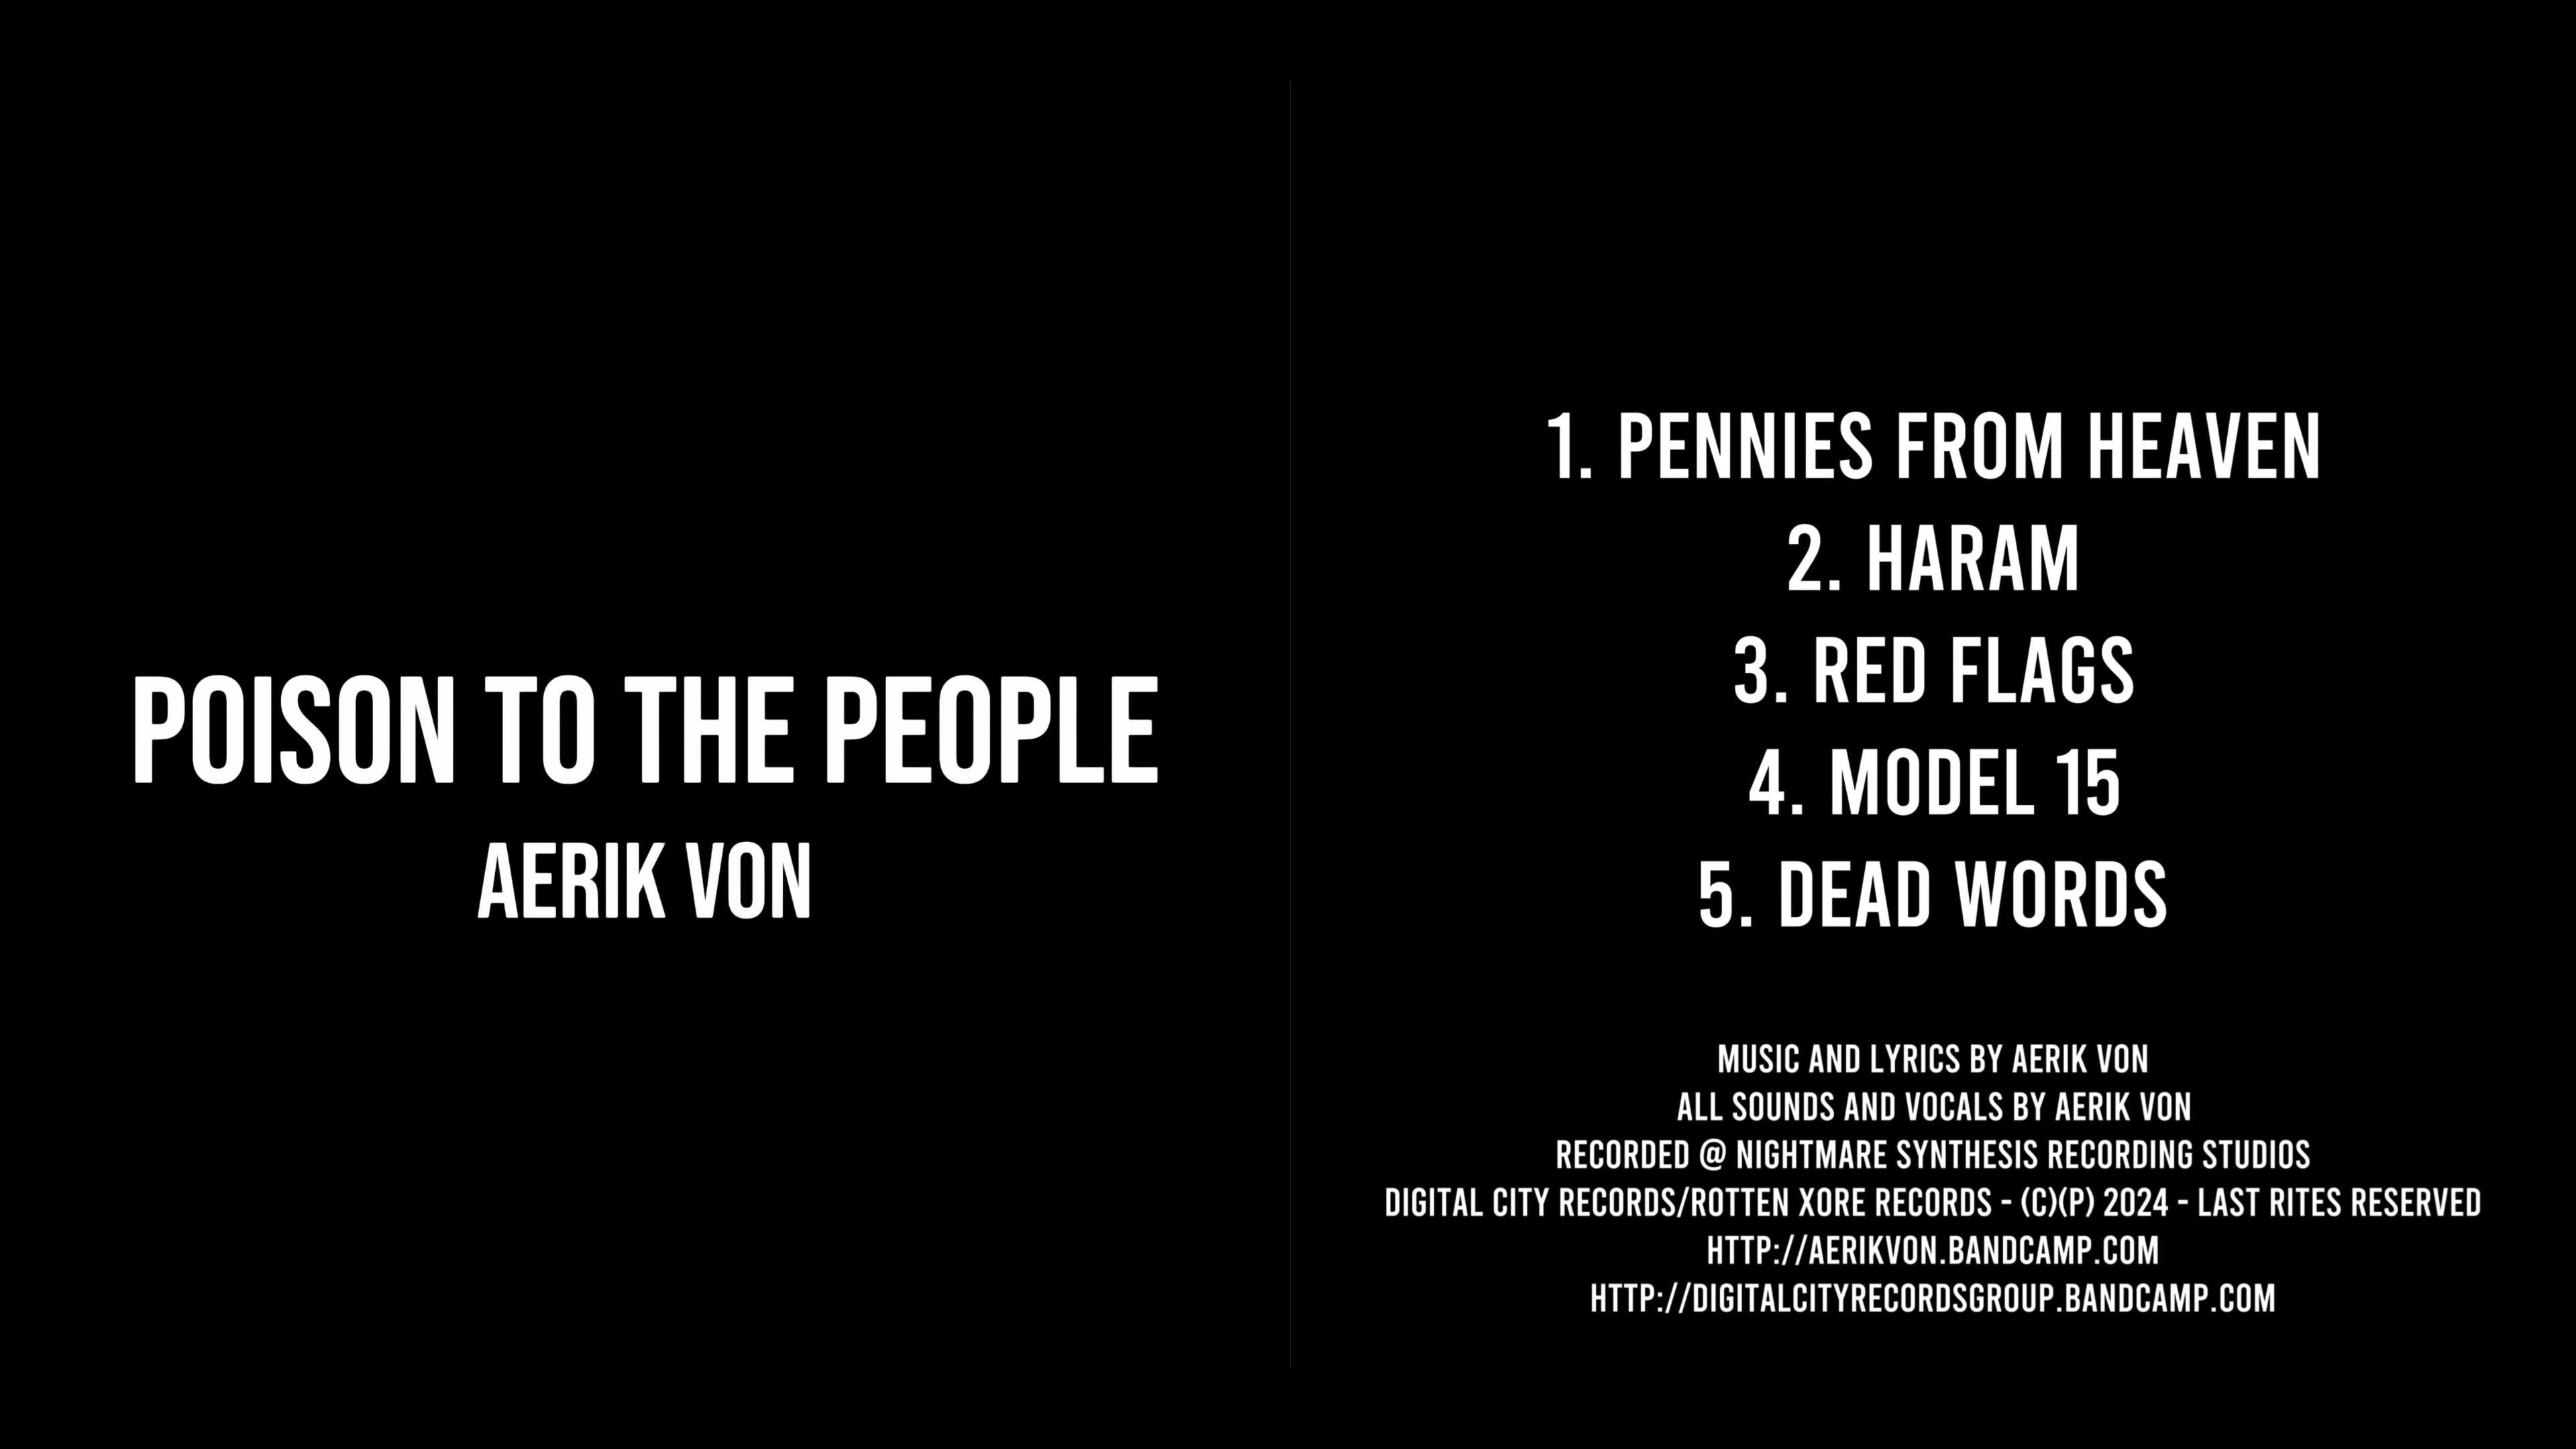 POISON TO THE PEOPLE
AERIK VON
1. PENNIES FROM HEAVEN
2. HARAM
3. RED FLAGS
4. MODEL 15
5. DEAD WORDS
MUSIC AND LYRICS BY AERIK VON
ALL SOUNDS AND VOCALS BY AERIK VON
RECORDED @ NIGHTMARE SYNTHESIS RECORDING STUDIOS
DIGITAL CITY RECORDS/ROTTEN XORE RECORDS - (C)(P) 2024 - LAST RITES RESERVED
HTTP://AERIKVON.BANDCAMP.COM
HTTP://DIGITALCITYRECORDSGROUP.BANDCAMP.COM